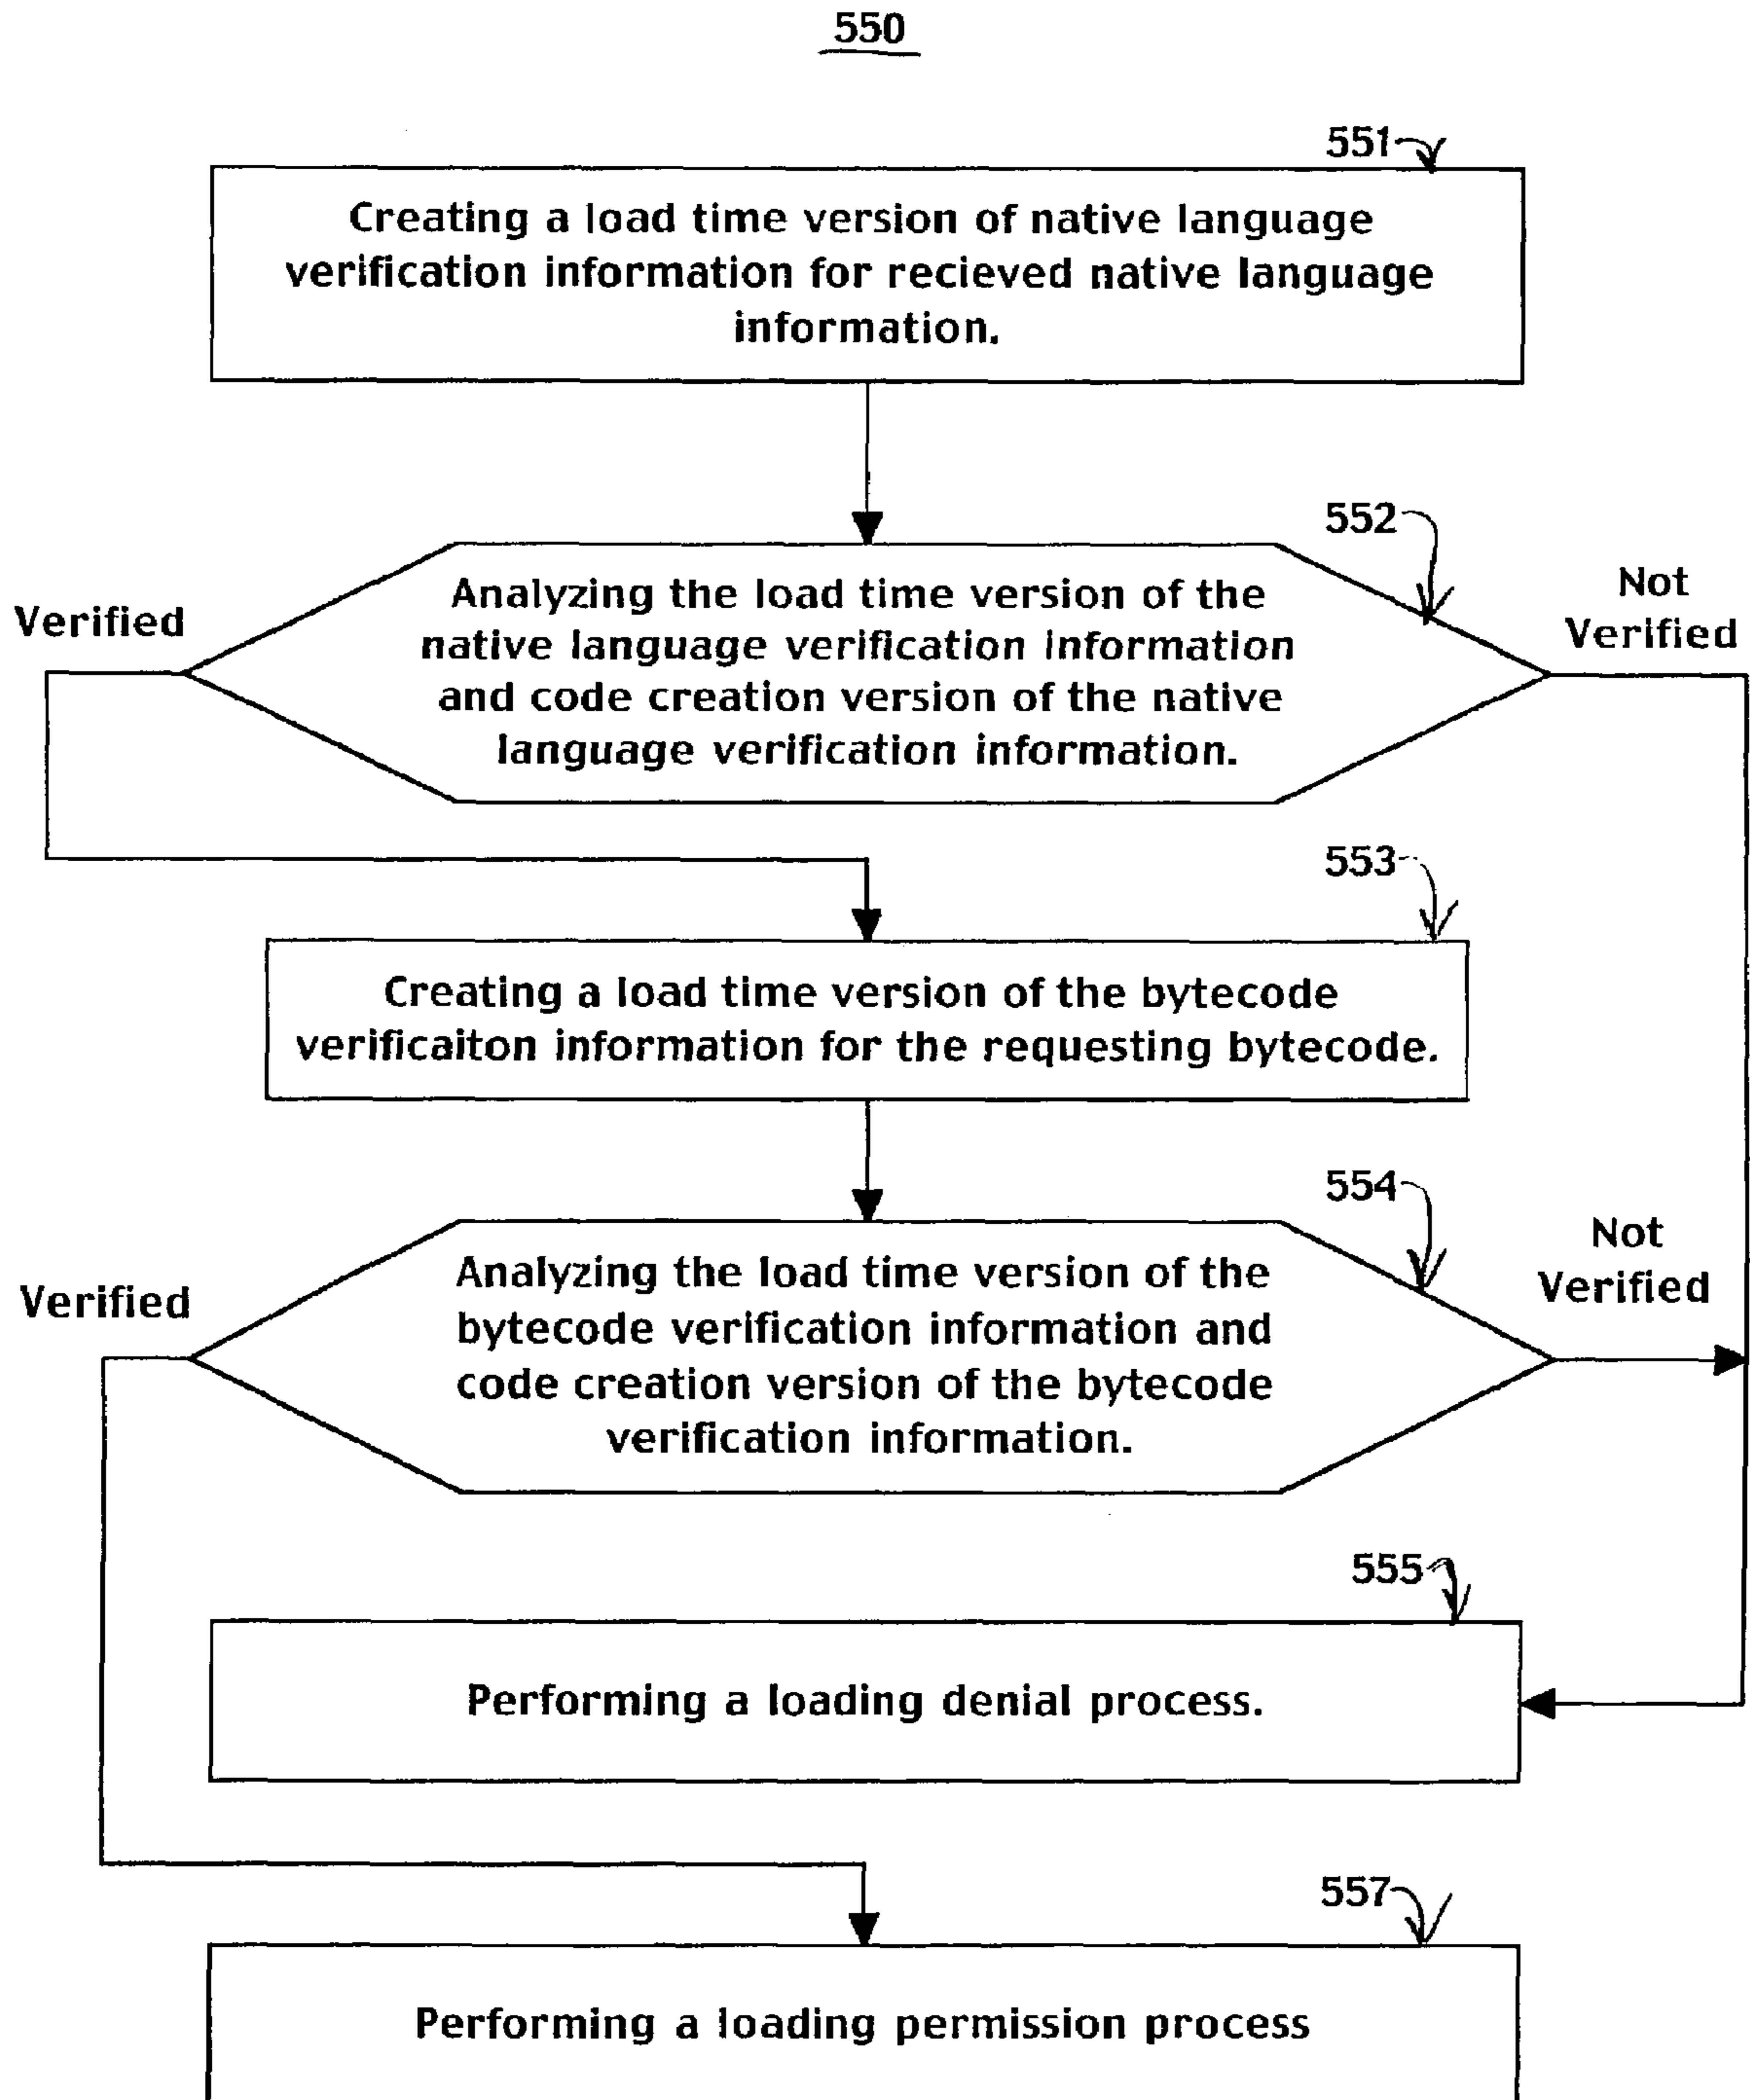 550
551
Creating a load time version of native language
verification information for recieved native language
information.
552
Verified
Not
Verified
Analyzing the load time version of the
native language verification information
and code creation version of the native
language verification information.
553
Creating a load time version of the bytecode
verificaiton information for the requesting bytecode.
554
Verified
Not
Verified
Analyzing the load time version of the
bytecode verification information and
code creation version of the bytecode
verification information.
555
Performing a loading denial process.
557
Performing a loading permission process